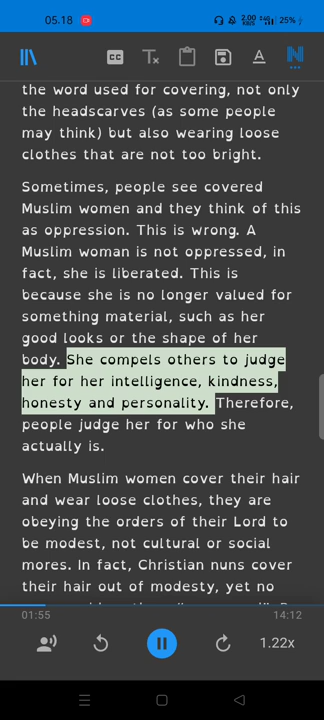 05.18
2.00 KB/S
25%
CC
the word used for covering, not only
the headscarves (as some people
may think) but also wearing loose
clothes that are not too bright.
Sometimes, people see covered
Muslim women and they think of this
as oppression. This is wrong. A
Muslim woman is not oppressed, in
fact, she is liberated. This is
because she is no longer valued for
something material, such as her
good looks or the shape of her
body. She compels others to judge
her for her intelligence, kindness,
honesty and personality. Therefore,
people judge her for who she
actually is.
When Muslim women cover their hair
and wear loose clothes, they are
obeying the orders of their Lord to
be modest, not cultural or social
mores. In fact, Christian nuns cover
their hair out of modesty, yet no
01:55
14:12
1.22x